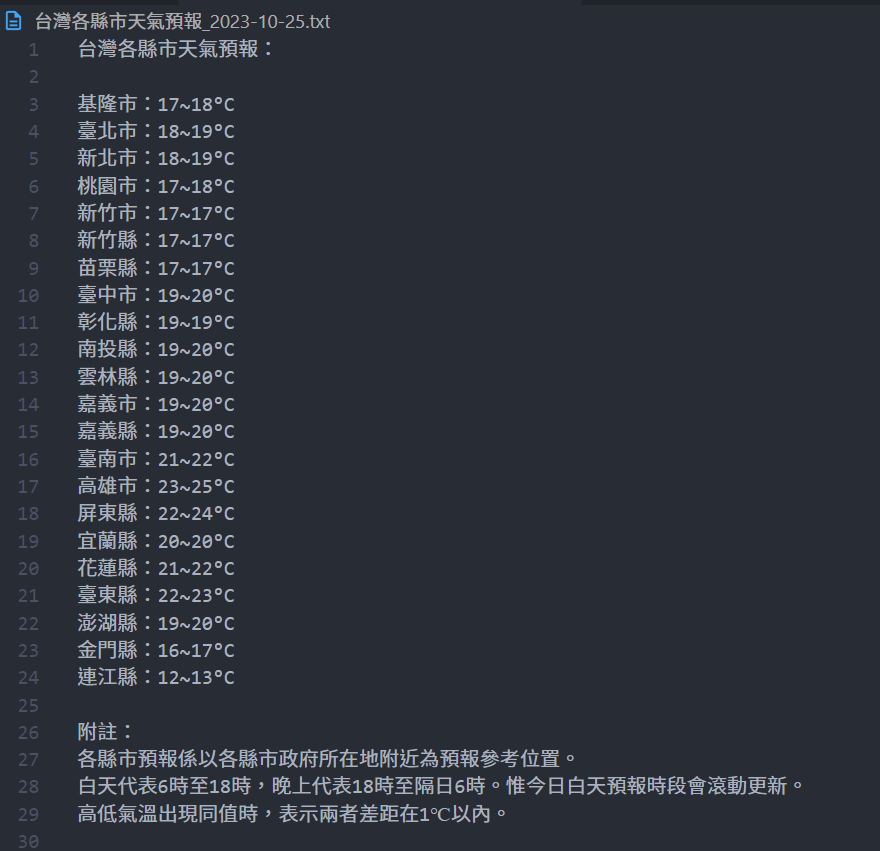 台灣各縣市天氣預報_2023-10-25.txt
1 台灣各縣市天氣預報：
2
3 基隆市：17~18°C
4 臺北市：18~19°C
5 新北市：18~19°C
6 桃園市：17~18°C
7 新竹市：17~17°C
8 新竹縣：17~17°C
9 苗栗縣：17~17°C
10 臺中市：19~20°C
11 彰化縣：19~19°C
12 南投縣：19~20°C
13 雲林縣：19~20°C
14 嘉義市：19~20°C
15 嘉義縣：19~20°C
16 臺南市：21~22°C
17 高雄市：23~25°C
18 屏東縣：22~24°C
19 宜蘭縣：20~20°C
20 花蓮縣：21~22°C
21 臺東縣：22~23°C
22 澎湖縣：19~20°C
23 金門縣：16~17°C
24 連江縣：12~13°C
25
26 附註：
27 各縣市預報係以各縣市政府所在地附近為預報參考位置。
28 白天代表6時至18時，晚上代表18時至隔日6時。惟今日白天預報時段會滾動更新。
29 高低氣溫出現同值時，表示兩者差距在1℃以內。
30